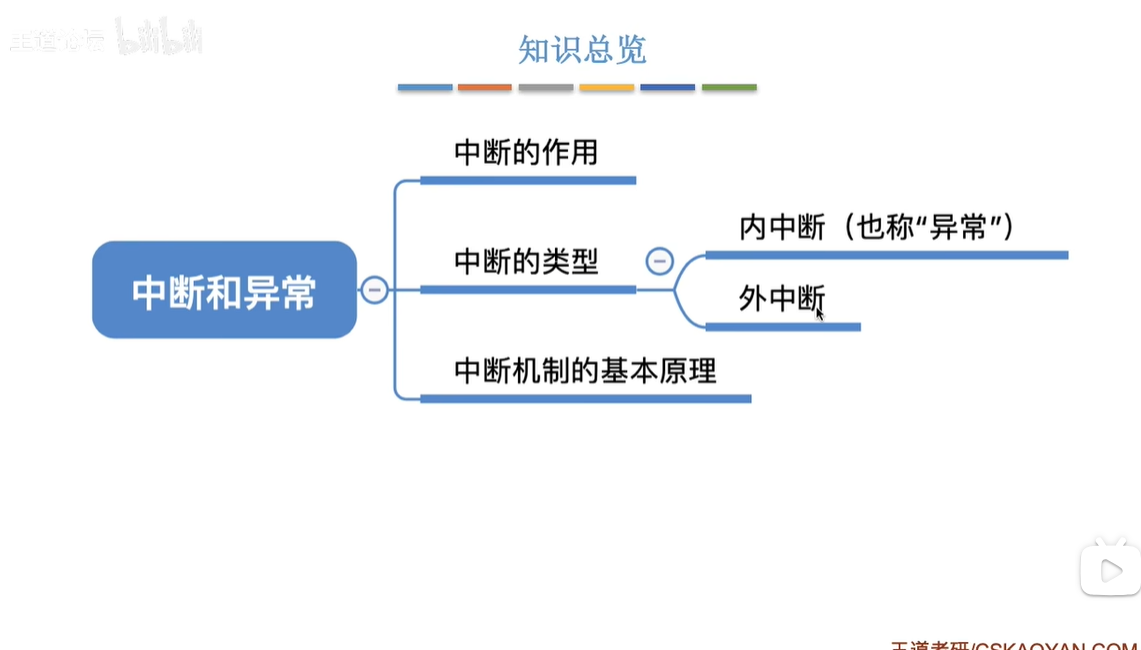 王道论坛 bilibili
知识总览
中断的作用
内中断（也称“异常”）
中断和异常
中断的类型
外中断
中断机制的基本原理
王道考研/CSKAOYAN.COM